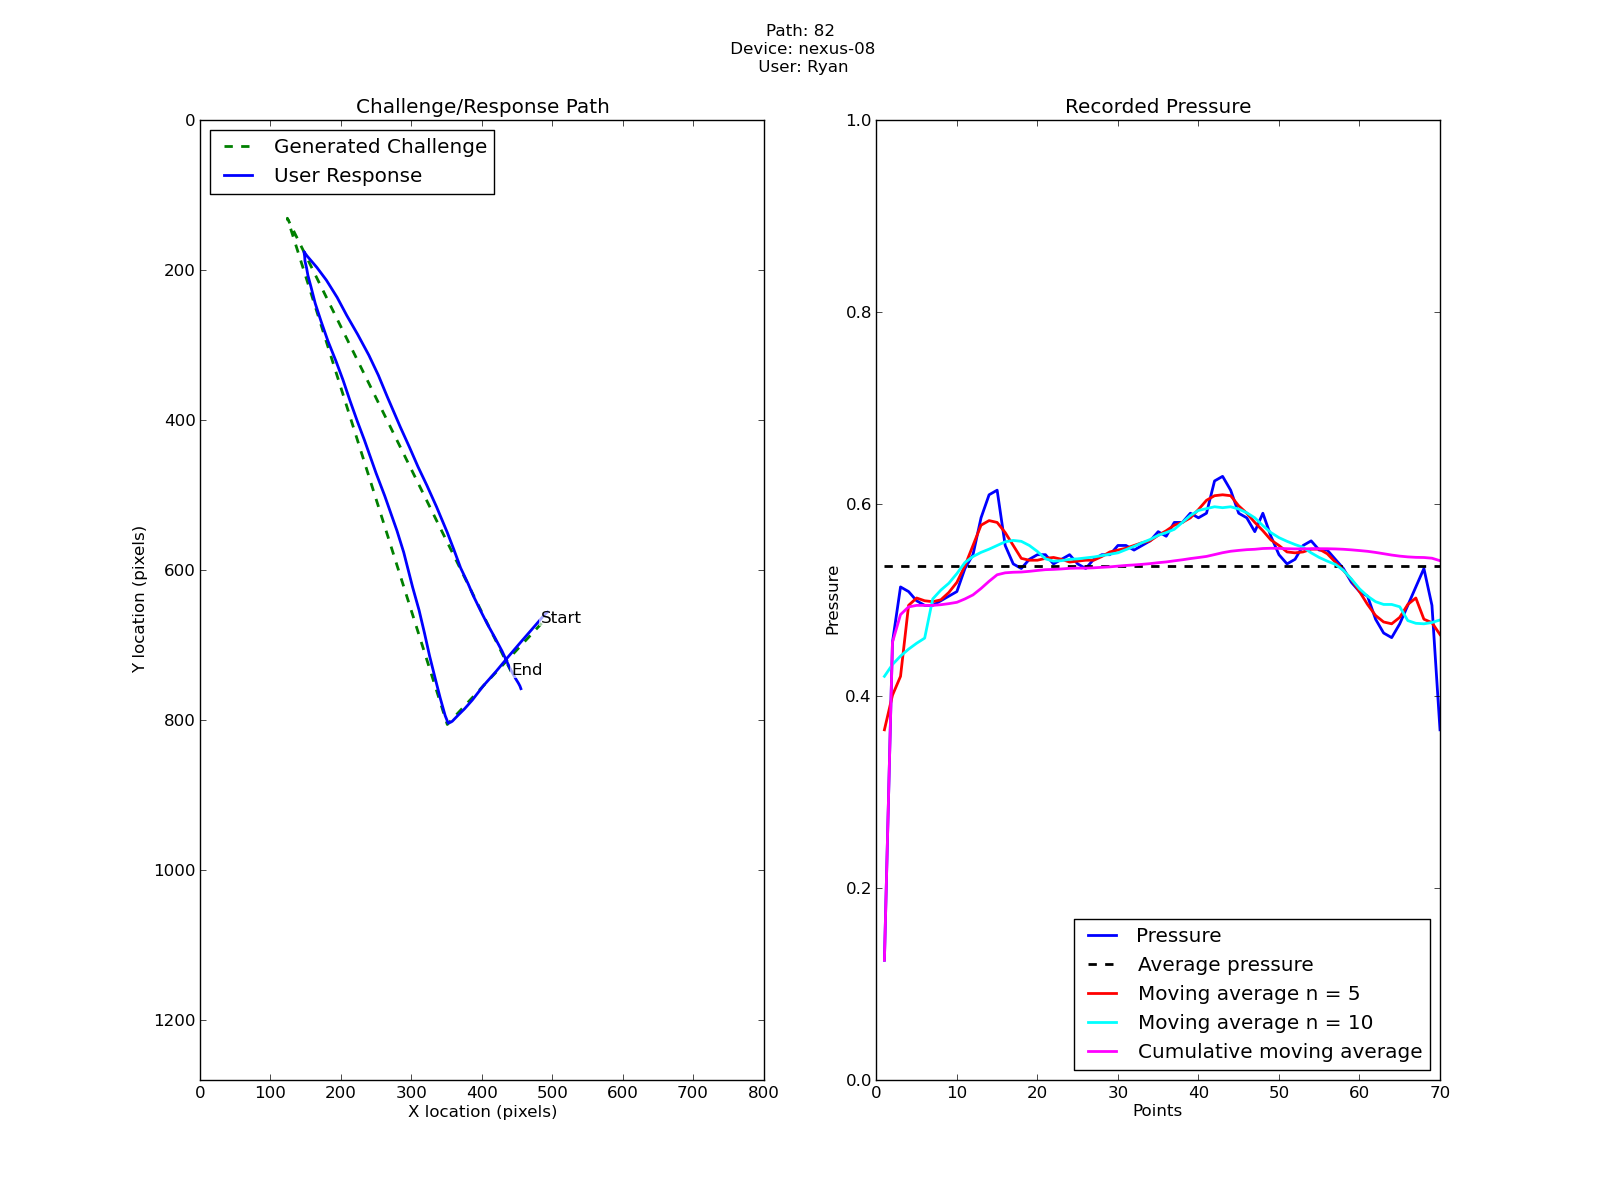 Path: 82
Device: nexus-08
User: Ryan
Challenge/Response Path
Generated Challenge
User Response
0
200
400
600
800
1000
1200
Y location (pixels)
Start
End
0 100 200 300 400 500 600 700 800
X location (pixels)
Recorded Pressure
1.0
0.8
0.6
0.4
0.2
0.0
Pressure
Pressure
Average pressure
Moving average n = 5
Moving average n = 10
Cumulative moving average
0 10 20 30 40 50 60 70
Points